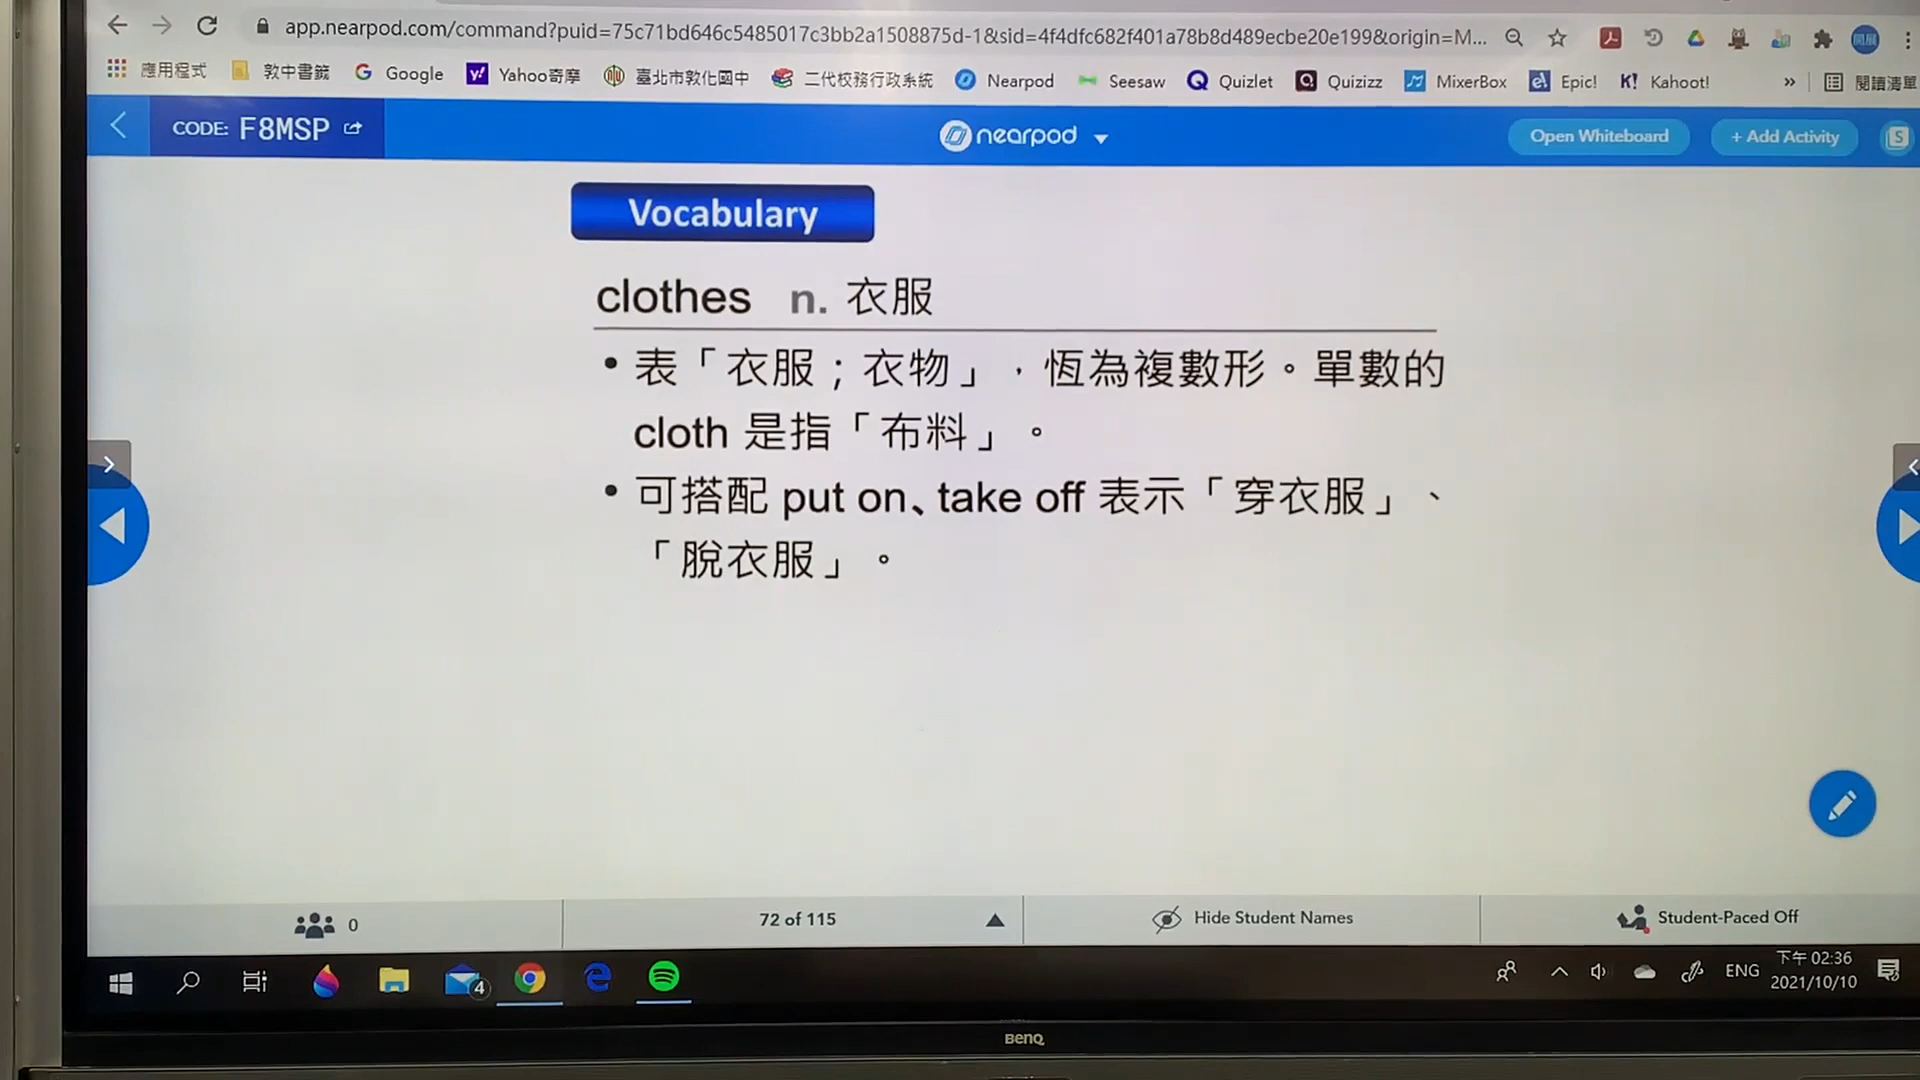 app.nearpod.com/command?puid=75c71bd646c5485017c3bb2a1508875d-1&sid=4f4dfc682f401a78b8d489ecbe20e199&origin=M...
應用程式 敦中書籤 Google Yahoo奇摩 臺北市敦化國中 二代校務行政系統 Nearpod Seesaw Quizlet Quizizz MixerBox Epic! Kahoot! » 閱讀清單
CODE: F8MSP nearpod Open Whiteboard + Add Activity S
Vocabulary
clothes n. 衣服
• 表「衣服；衣物」，恆為複數形。單數的
cloth 是指「布料」。
• 可搭配 put on、take off 表示「穿衣服」、
「脫衣服」。
0 72 of 115 Hide Student Names Student-Paced Off
4 ENG 下午 02:36
2021/10/10
BenQ